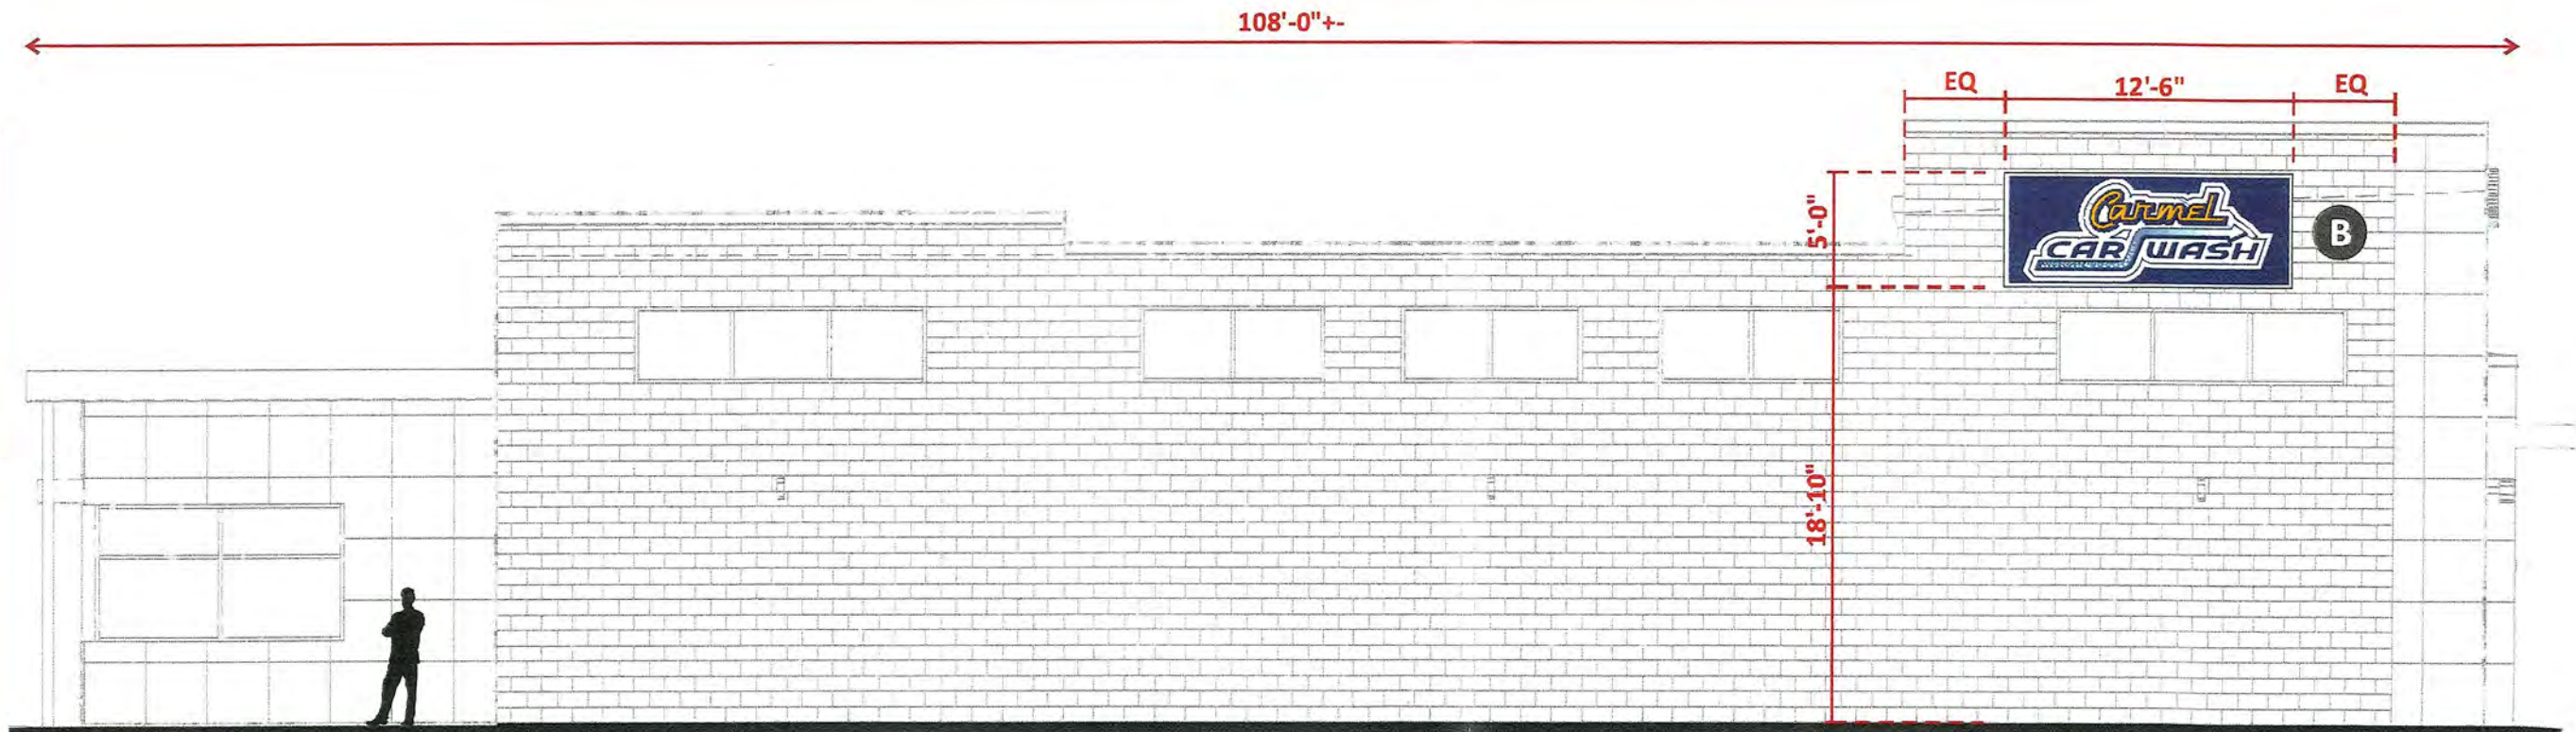 108'-0"+-
EQ
12'-6"
EQ
5'-0"
Carmel
CAR WASH
B
18'-10"